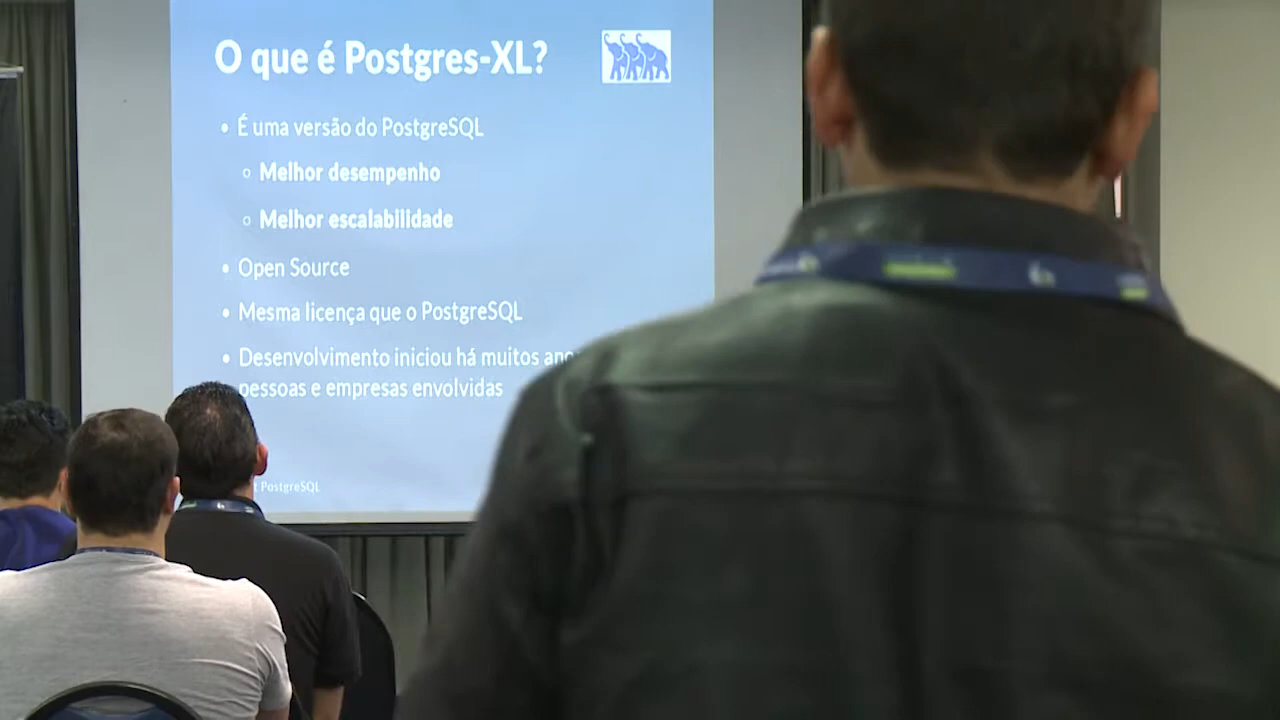 O que é Postgres-XL?
• É uma versão do PostgreSQL
○ Melhor desempenho
○ Melhor escalabilidade
• Open Source
• Mesma licença que o PostgreSQL
• Desenvolvimento iniciou há muitos
pessoas e empresas envolvidas
PostgreSQL